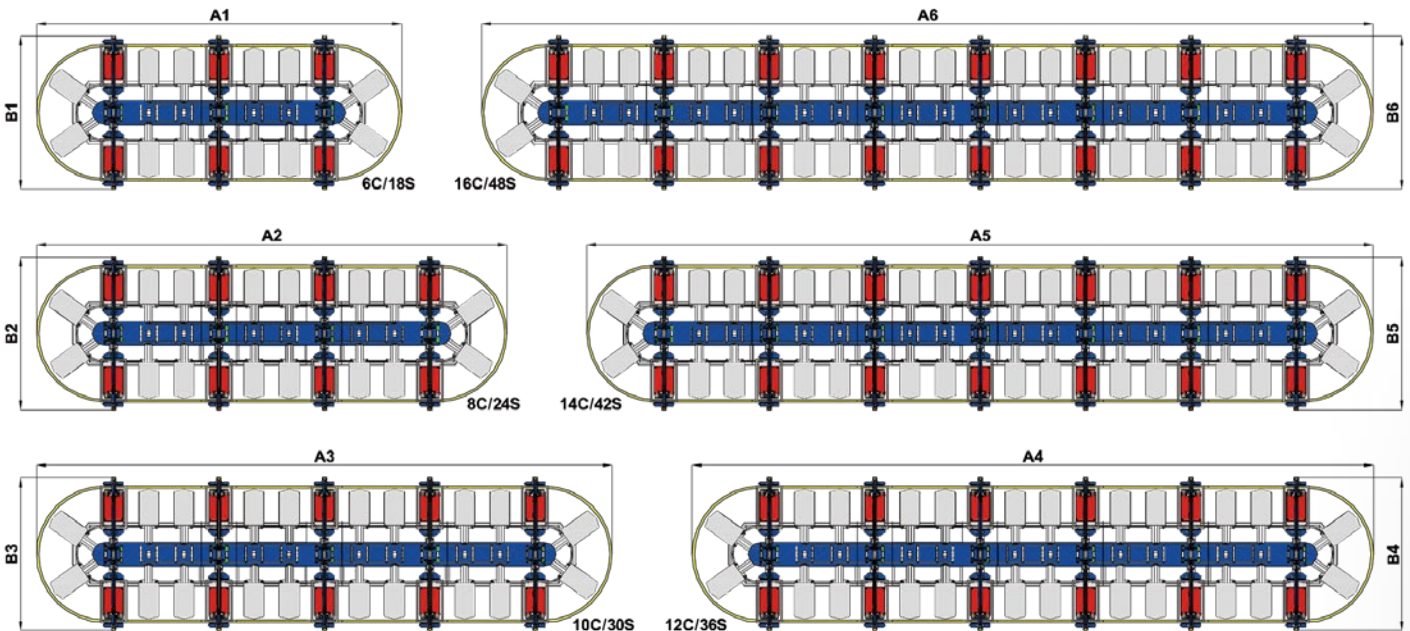 A1
B1
6C/18S
A6
B6
16C/48S
A2
B2
8C/24S
A5
B5
14C/42S
A3
B3
10C/30S
A4
B4
12C/36S